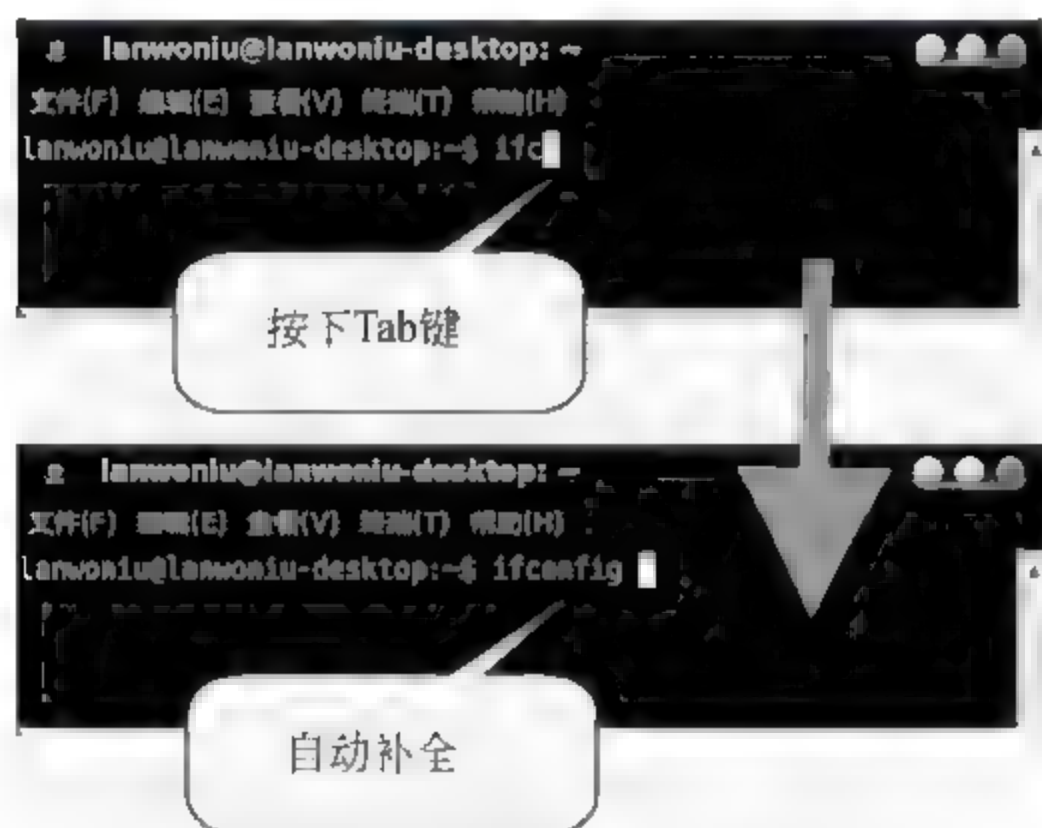 lanwoniu@lanwoniu-desktop: ~
文件(F) 编辑(E) 查看(V) 终端(T) 帮助(H)
lanwoniu@lanwoniu-desktop:~$ ifc
按下Tab键
lanwoniu@lanwoniu-desktop: ~
文件(F) 编辑(E) 查看(V) 终端(T) 帮助(H)
lanwoniu@lanwoniu-desktop:~$ ifconfig
自动补全